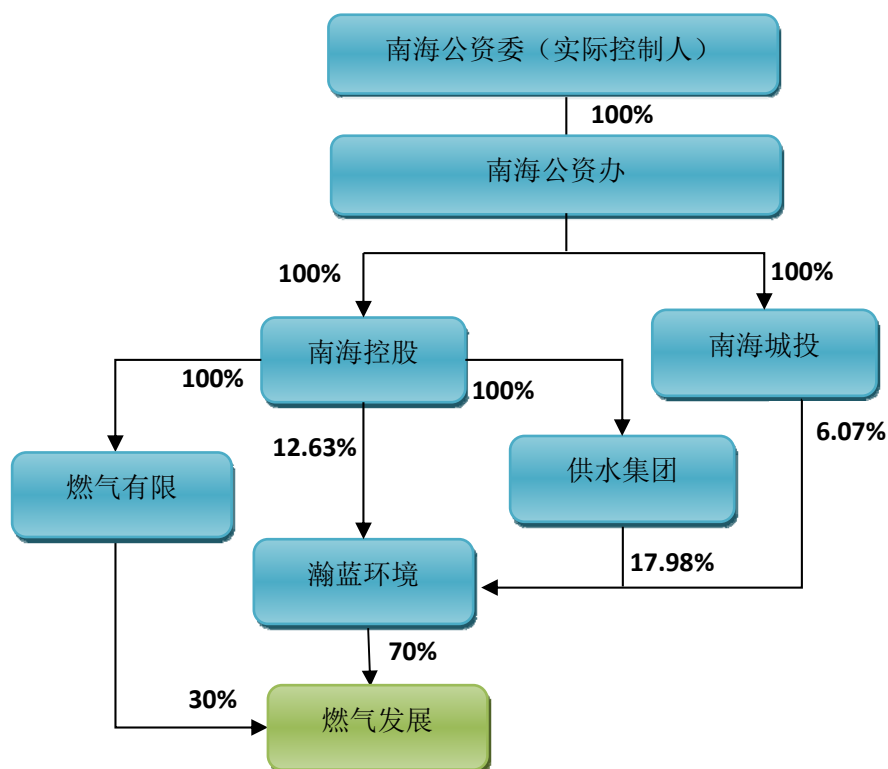 南海公资委（实际控制人）
100%
南海公资办
100%
100%
南海控股
南海城投
100%
100%
12.63%
6.07%
燃气有限
供水集团
瀚蓝环境
17.98%
70%
30%
燃气发展